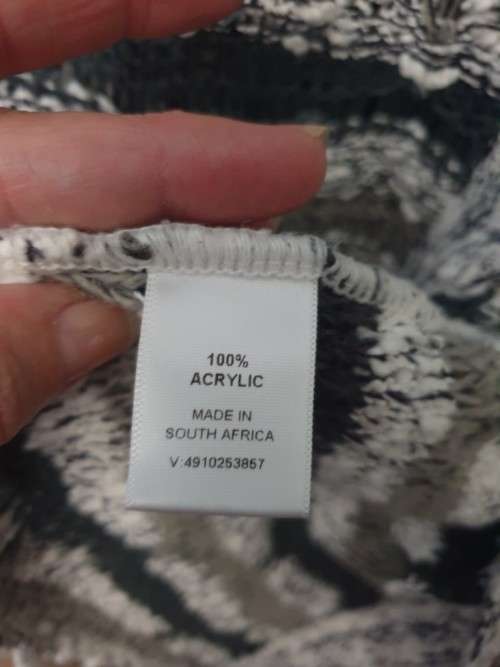 100%
ACRYLIC
MADE IN
SOUTH AFRICA
V:4910253857